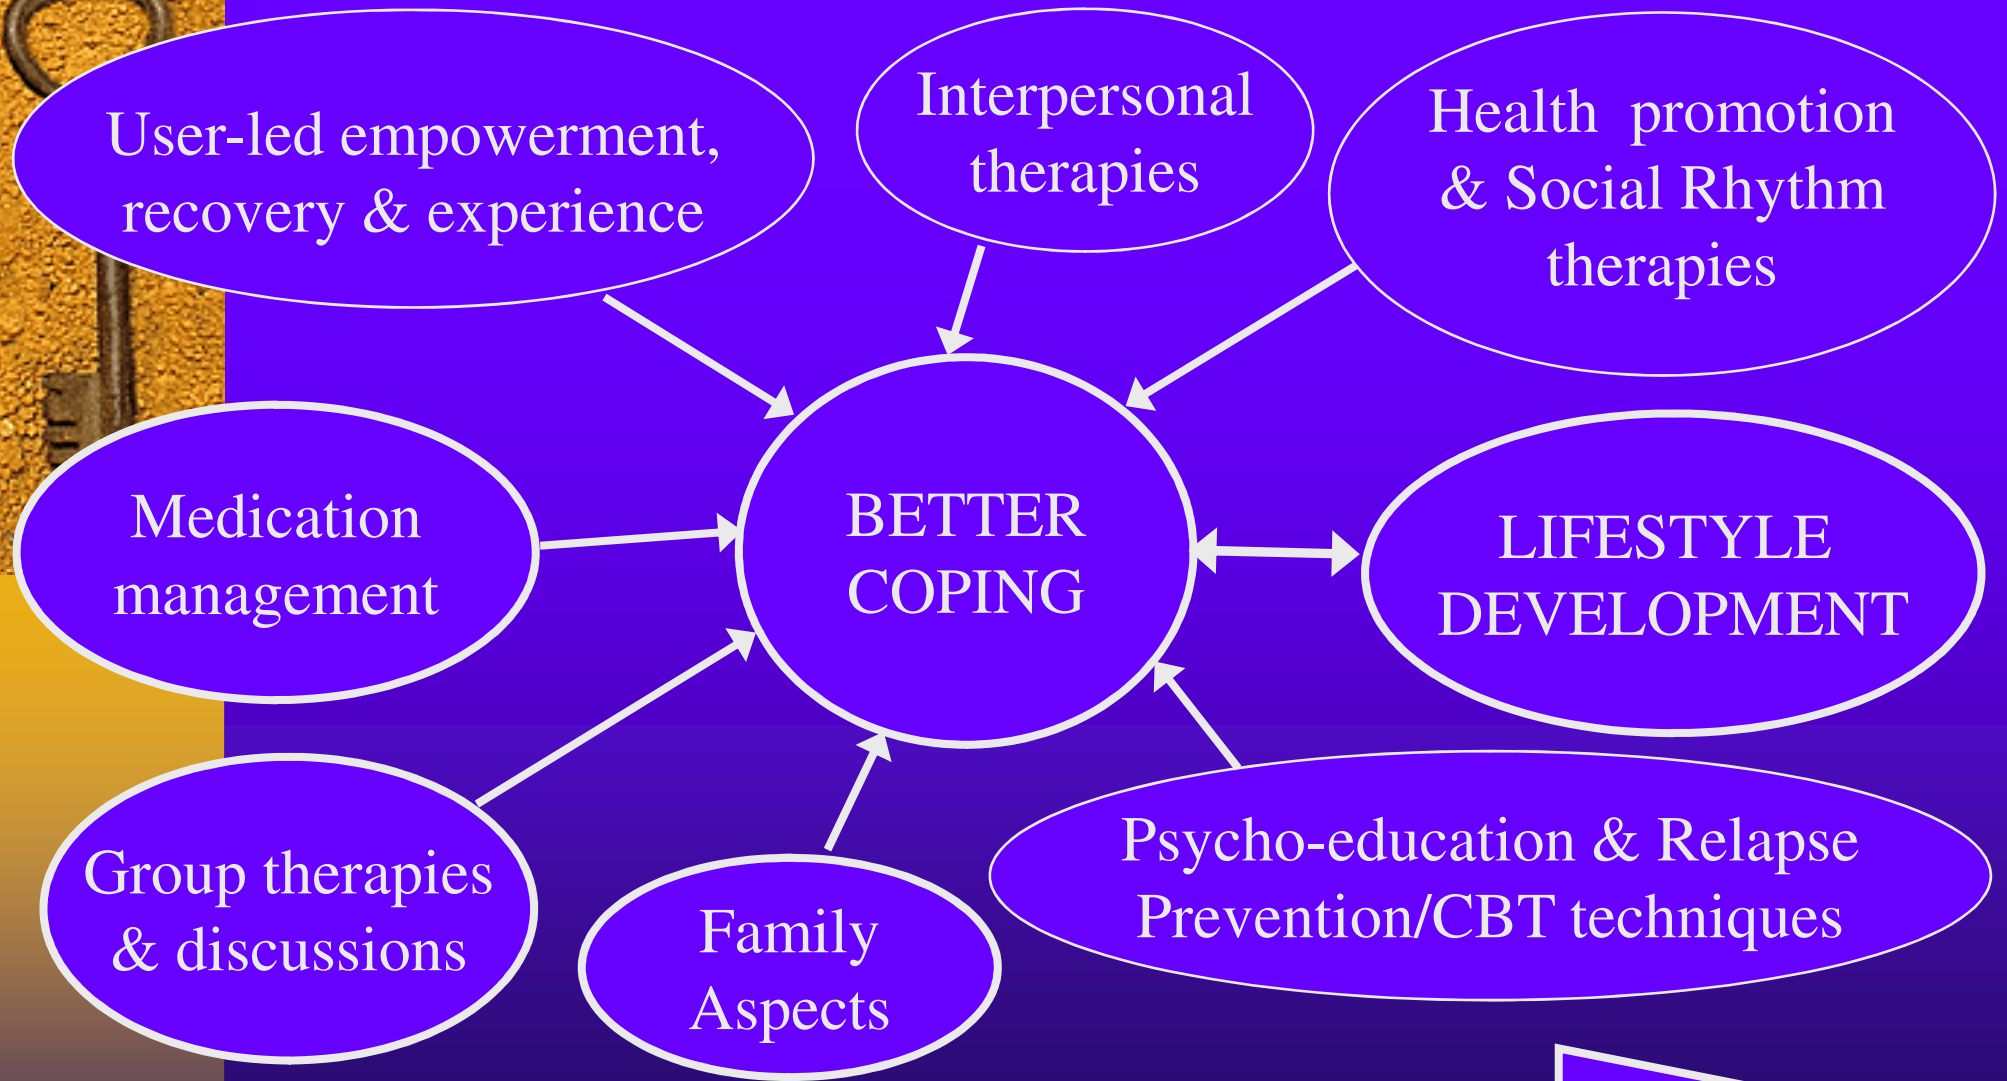 User-led empowerment,
recovery & experience
Interpersonal
therapies
Health promotion
& Social Rhythm
therapies
Medication
management
BETTER
COPING
LIFESTYLE
DEVELOPMENT
Group therapies
& discussions
Family
Aspects
Psycho-education & Relapse
Prevention/CBT techniques